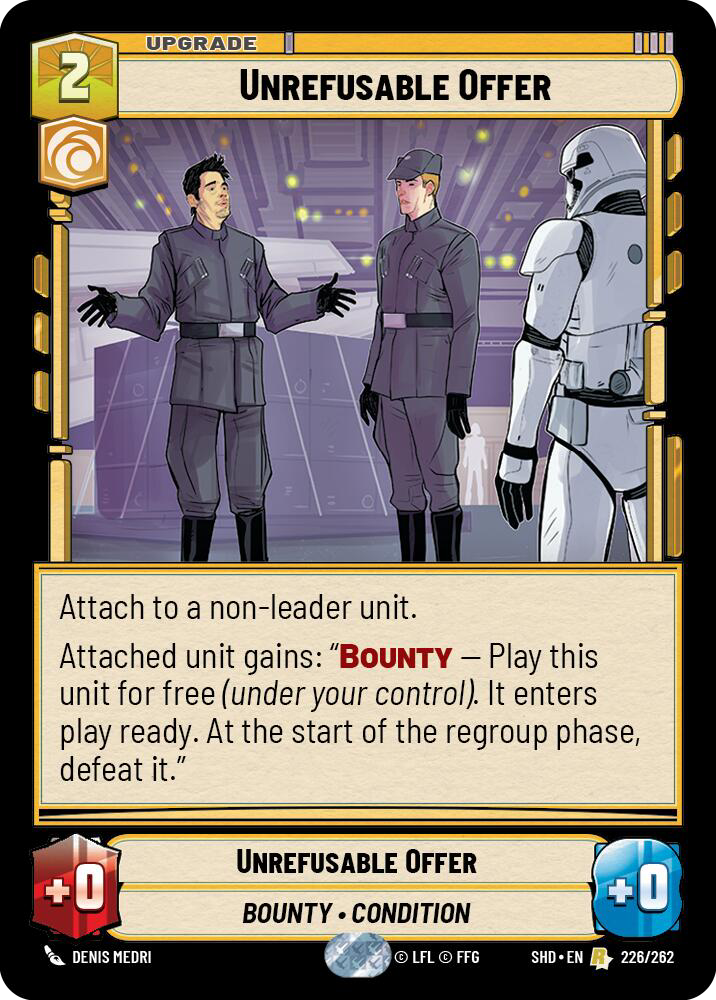 UPGRADE
2
UNREFUSABLE OFFER
Attach to a non-leader unit.
Attached unit gains: “BOUNTY – Play this
unit for free (under your control). It enters
play ready. At the start of the regroup phase,
defeat it.”
+0
UNREFUSABLE OFFER
+0
BOUNTY • CONDITION
DENIS MEDRI
© LFL © FFG
SHD • EN R 226/262